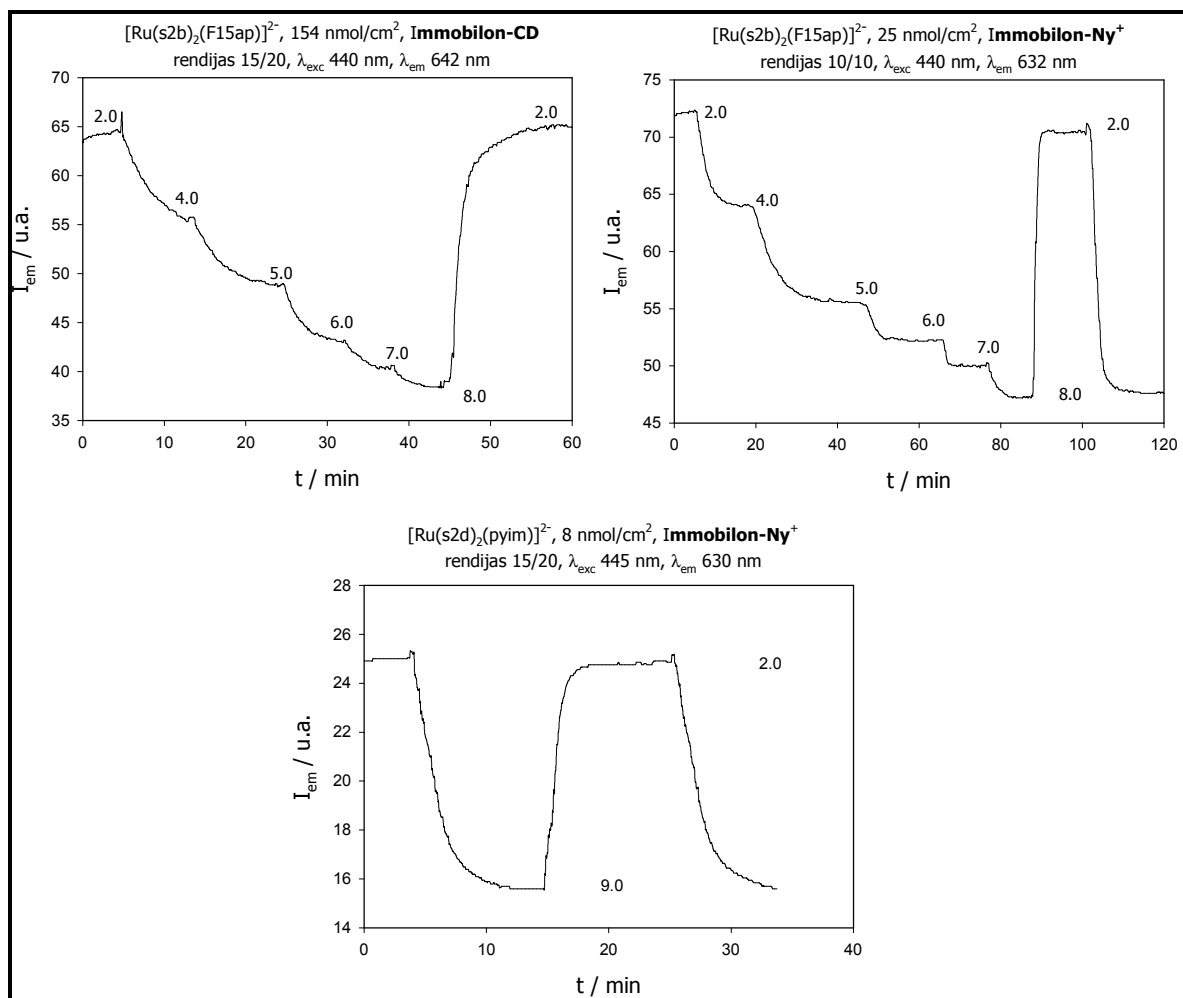 [Ru(s2b)₂(F15ap)]²⁻, 154 nmol/cm², Immobilon-CD
rendijas 15/20, λexc 440 nm, λem 642 nm
70
65
60
55
50
45
40
35
2.0
4.0
5.0
6.0
7.0
8.0
2.0
0 10 20 30 40 50 60
Iem / u.a.
t / min
[Ru(s2b)₂(F15ap)]²⁻, 25 nmol/cm², Immobilon-Ny⁺
rendijas 10/10, λexc 440 nm, λem 632 nm
75
70
65
60
55
50
45
2.0
4.0
5.0
6.0
7.0
8.0
2.0
0 20 40 60 80 100 120
Iem / u.a.
t / min
[Ru(s2d)₂(pyim)]²⁻, 8 nmol/cm², Immobilon-Ny⁺
rendijas 15/20, λexc 445 nm, λem 630 nm
28
26
24
22
20
18
16
14
2.0
9.0
0 10 20 30 40
Iem / u.a.
t / min